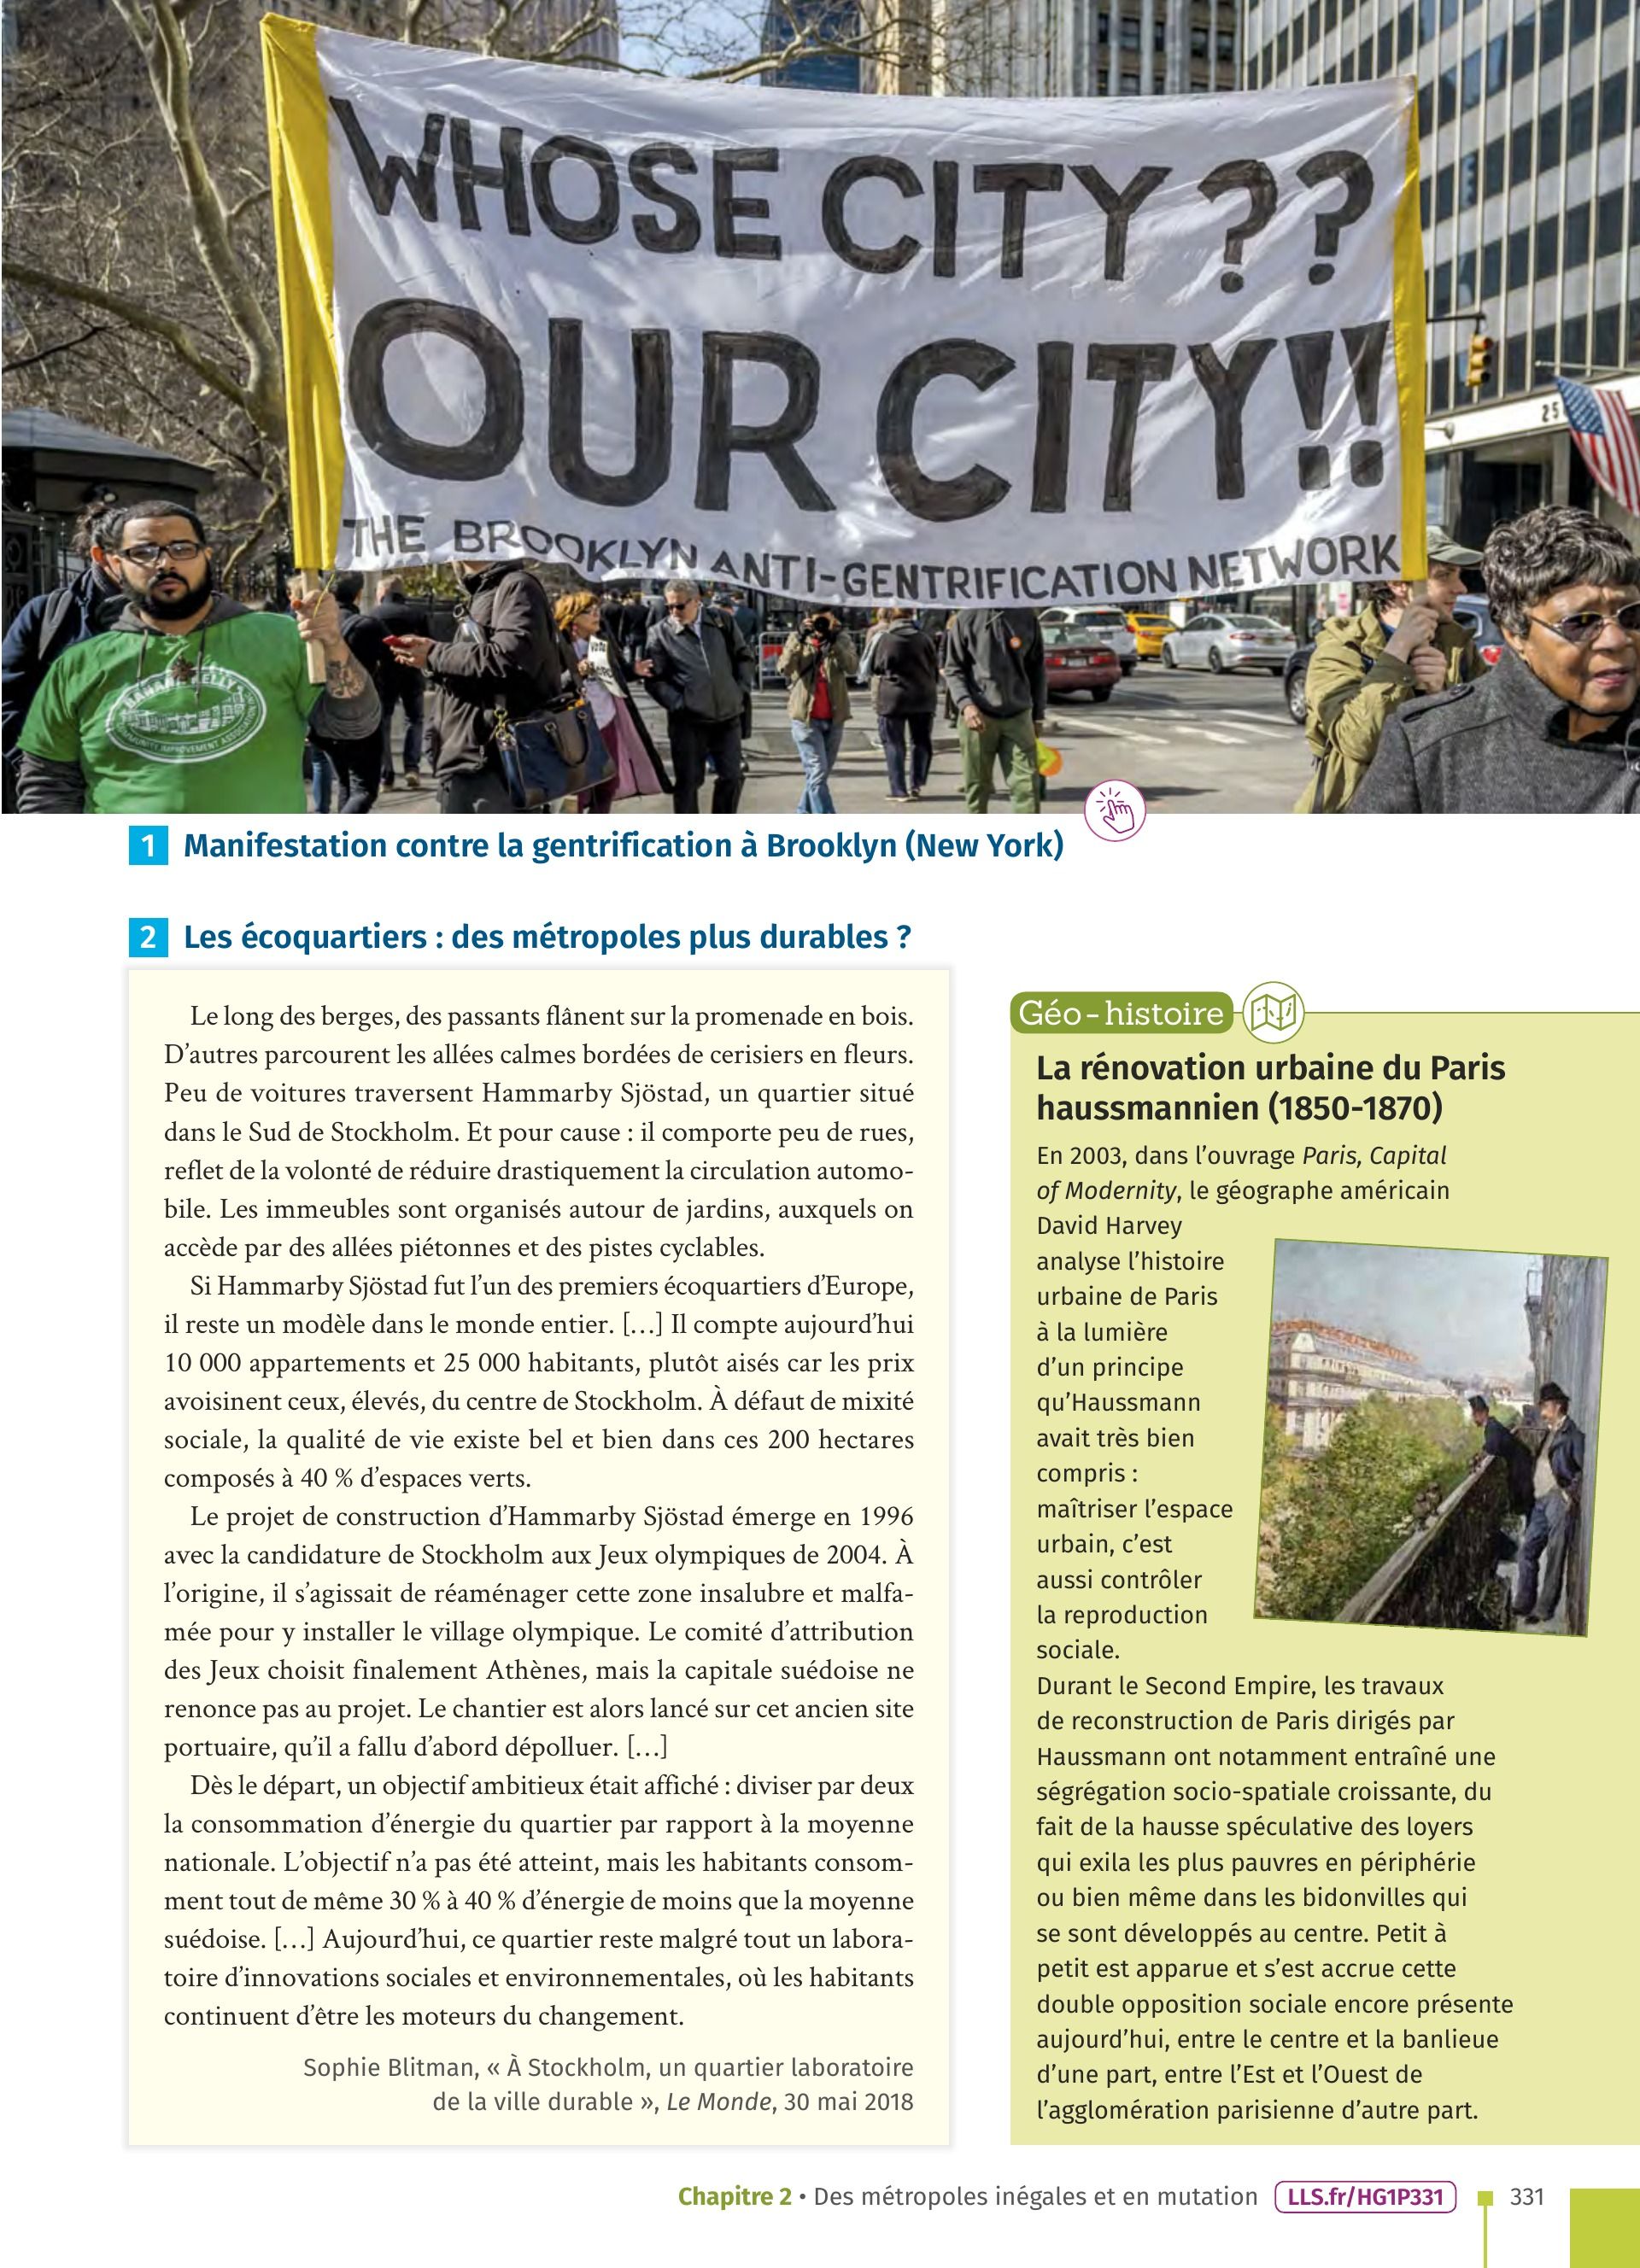 WHOSE CITY ??
OUR CITY!!
THE BROOKLYN ANTI-GENTRIFICATION NETWORK
25
BANANA KELLY
COMMUNITY IMPROVEMENT ASSOCIATION
1 Manifestation contre la gentrification à Brooklyn (New York)
2 Les écoquartiers : des métropoles plus durables ?
Le long des berges, des passants flânent sur la promenade en bois.
D’autres parcourent les allées calmes bordées de cerisiers en fleurs.
Peu de voitures traversent Hammarby Sjöstad, un quartier situé
dans le Sud de Stockholm. Et pour cause : il comporte peu de rues,
reflet de la volonté de réduire drastiquement la circulation automo-
bile. Les immeubles sont organisés autour de jardins, auxquels on
accède par des allées piétonnes et des pistes cyclables.
Si Hammarby Sjöstad fut l’un des premiers écoquartiers d’Europe,
il reste un modèle dans le monde entier. […] Il compte aujourd’hui
10 000 appartements et 25 000 habitants, plutôt aisés car les prix
avoisinent ceux, élevés, du centre de Stockholm. À défaut de mixité
sociale, la qualité de vie existe bel et bien dans ces 200 hectares
composés à 40 % d’espaces verts.
Le projet de construction d’Hammarby Sjöstad émerge en 1996
avec la candidature de Stockholm aux Jeux olympiques de 2004. À
l’origine, il s’agissait de réaménager cette zone insalubre et malfa-
mée pour y installer le village olympique. Le comité d’attribution
des Jeux choisit finalement Athènes, mais la capitale suédoise ne
renonce pas au projet. Le chantier est alors lancé sur cet ancien site
portuaire, qu’il a fallu d’abord dépolluer. […]
Dès le départ, un objectif ambitieux était affiché : diviser par deux
la consommation d’énergie du quartier par rapport à la moyenne
nationale. L’objectif n’a pas été atteint, mais les habitants consom-
ment tout de même 30 % à 40 % d’énergie de moins que la moyenne
suédoise. […] Aujourd’hui, ce quartier reste malgré tout un labora-
toire d’innovations sociales et environnementales, où les habitants
continuent d’être les moteurs du changement.
Sophie Blitman, « À Stockholm, un quartier laboratoire
de la ville durable », Le Monde, 30 mai 2018
Géo-histoire
La rénovation urbaine du Paris
haussmannien (1850-1870)
En 2003, dans l’ouvrage Paris, Capital
of Modernity, le géographe américain
David Harvey
analyse l’histoire
urbaine de Paris
à la lumière
d’un principe
qu’Haussmann
avait très bien
compris :
maîtriser l’espace
urbain, c’est
aussi contrôler
la reproduction
sociale.
Durant le Second Empire, les travaux
de reconstruction de Paris dirigés par
Haussmann ont notamment entraîné une
ségrégation socio-spatiale croissante, du
fait de la hausse spéculative des loyers
qui exila les plus pauvres en périphérie
ou bien même dans les bidonvilles qui
se sont développés au centre. Petit à
petit est apparue et s’est accrue cette
double opposition sociale encore présente
aujourd’hui, entre le centre et la banlieue
d’une part, entre l’Est et l’Ouest de
l’agglomération parisienne d’autre part.
Chapitre 2 • Des métropoles inégales et en mutation LLS.fr/HG1P331 331